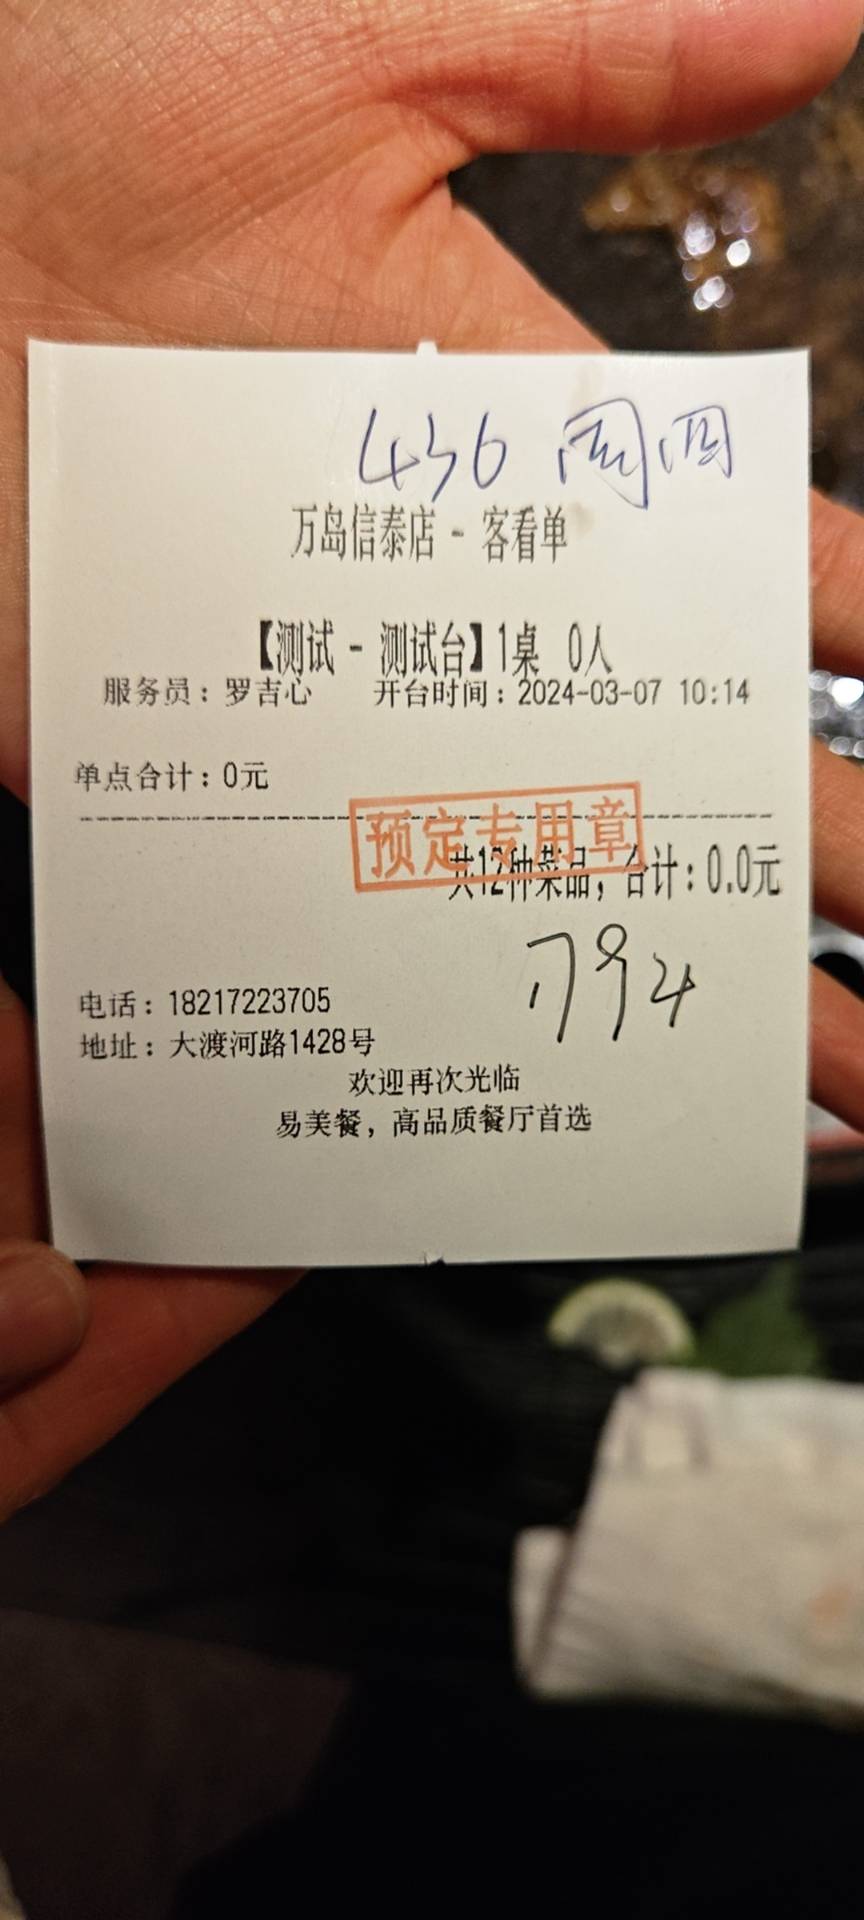 436 周四
万岛信泰店 - 客看单
【测试 - 测试台】1桌 0人
服务员：罗吉心 开台时间：2024-03-07 10:14
单点合计：0元
预定专用章
共12种菜品，合计：0.0元
电话：18217223705
地址：大渡河路1428号
欢迎再次光临
易美餐，高品质餐厅首选